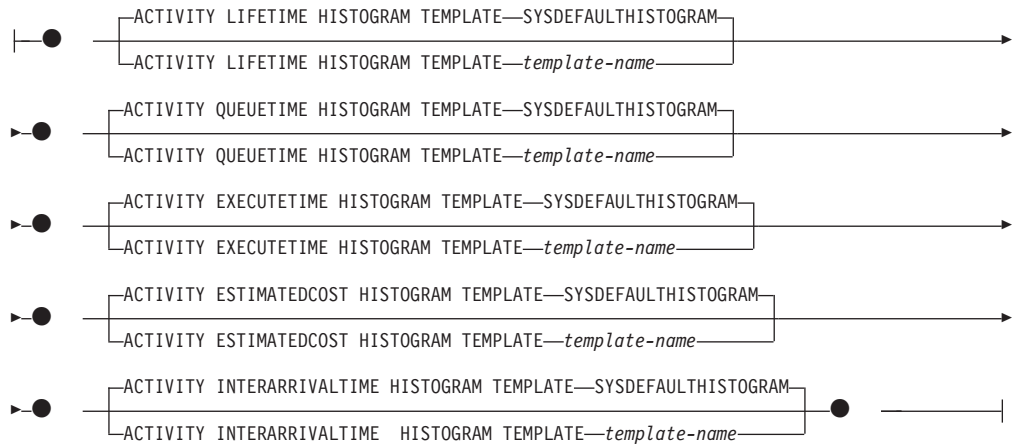 ACTIVITY LIFETIME HISTOGRAM TEMPLATE—SYSDEFAULTHISTOGRAM
ACTIVITY LIFETIME HISTOGRAM TEMPLATE—template-name
ACTIVITY QUEUETIME HISTOGRAM TEMPLATE—SYSDEFAULTHISTOGRAM
ACTIVITY QUEUETIME HISTOGRAM TEMPLATE—template-name
ACTIVITY EXECUTETIME HISTOGRAM TEMPLATE—SYSDEFAULTHISTOGRAM
ACTIVITY EXECUTETIME HISTOGRAM TEMPLATE—template-name
ACTIVITY ESTIMATEDCOST HISTOGRAM TEMPLATE—SYSDEFAULTHISTOGRAM
ACTIVITY ESTIMATEDCOST HISTOGRAM TEMPLATE—template-name
ACTIVITY INTERARRIVALTIME HISTOGRAM TEMPLATE—SYSDEFAULTHISTOGRAM
ACTIVITY INTERARRIVALTIME HISTOGRAM TEMPLATE—template-name